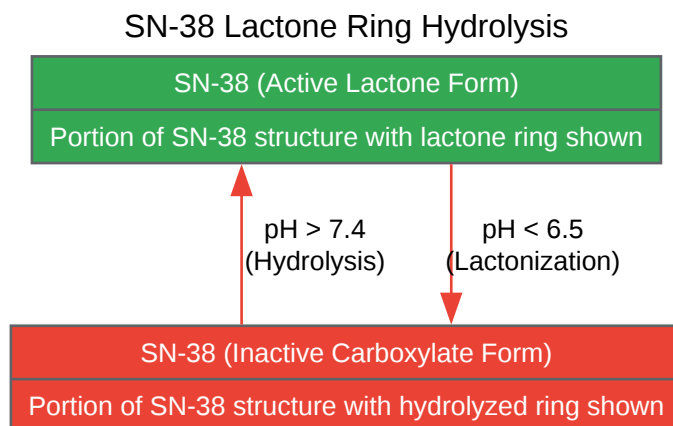 SN-38 Lactone Ring Hydrolysis
SN-38 (Active Lactone Form)
Portion of SN-38 structure with lactone ring shown
pH > 7.4
(Hydrolysis)
pH < 6.5
(Lactonization)
SN-38 (Inactive Carboxylate Form)
Portion of SN-38 structure with hydrolyzed ring shown